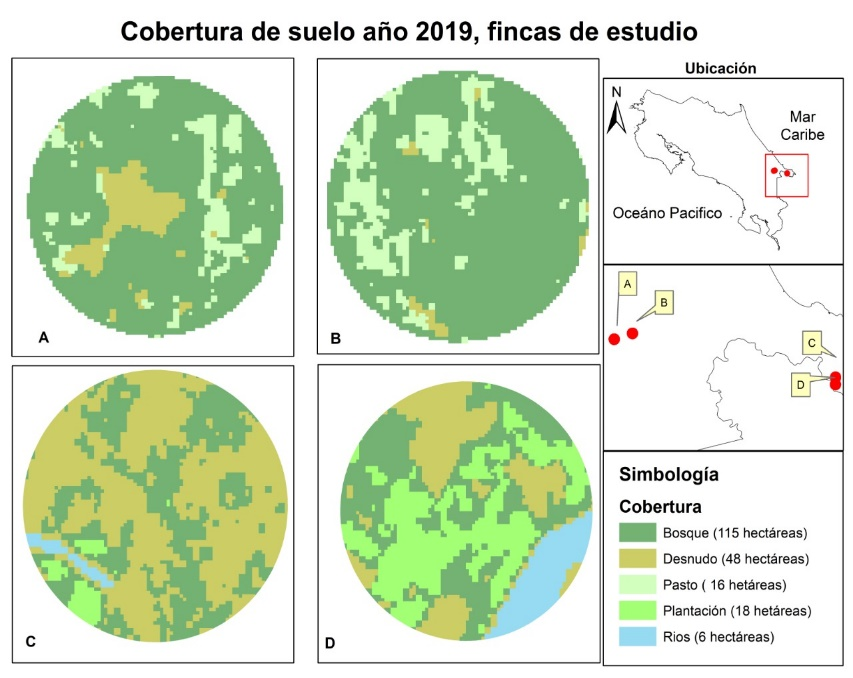 Cobertura de suelo año 2019, fincas de estudio
A
B
C
D
Ubicación
N
Mar
Caribe
Oceáno Pacifico
A
B
C
D
Simbología
Cobertura
Bosque (115 hectáreas)
Desnudo (48 hectáreas)
Pasto ( 16 hetáreas)
Plantación (18 hetáreas)
Rios (6 hectáreas)